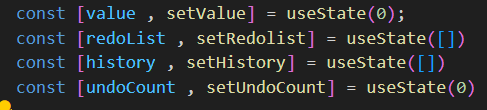 const [value , setValue] = useState(0);
const [redoList , setRedolist] = useState([])
const [history , setHistory] = useState([])
const [undoCount , setUndoCount] = useState(0)